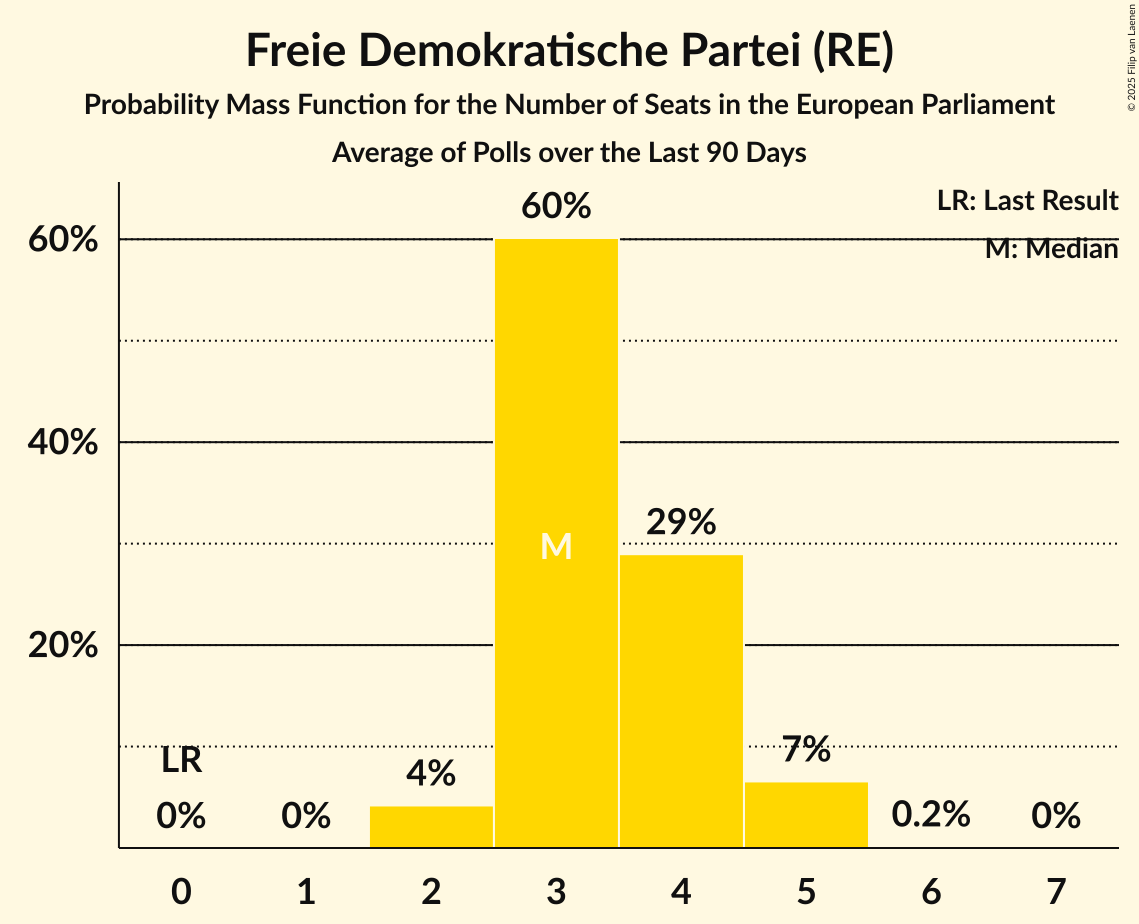 Freie Demokratische Partei (RE)
Probability Mass Function for the Number of Seats in the European Parliament
Average of Polls over the Last 90 Days
© 2025 Filip van Laenen
LR: Last Result
M: Median
60%
40%
20%
60%
29%
M
LR
0%
0%
4%
7%
0.2%
0%
0 1 2 3 4 5 6 7